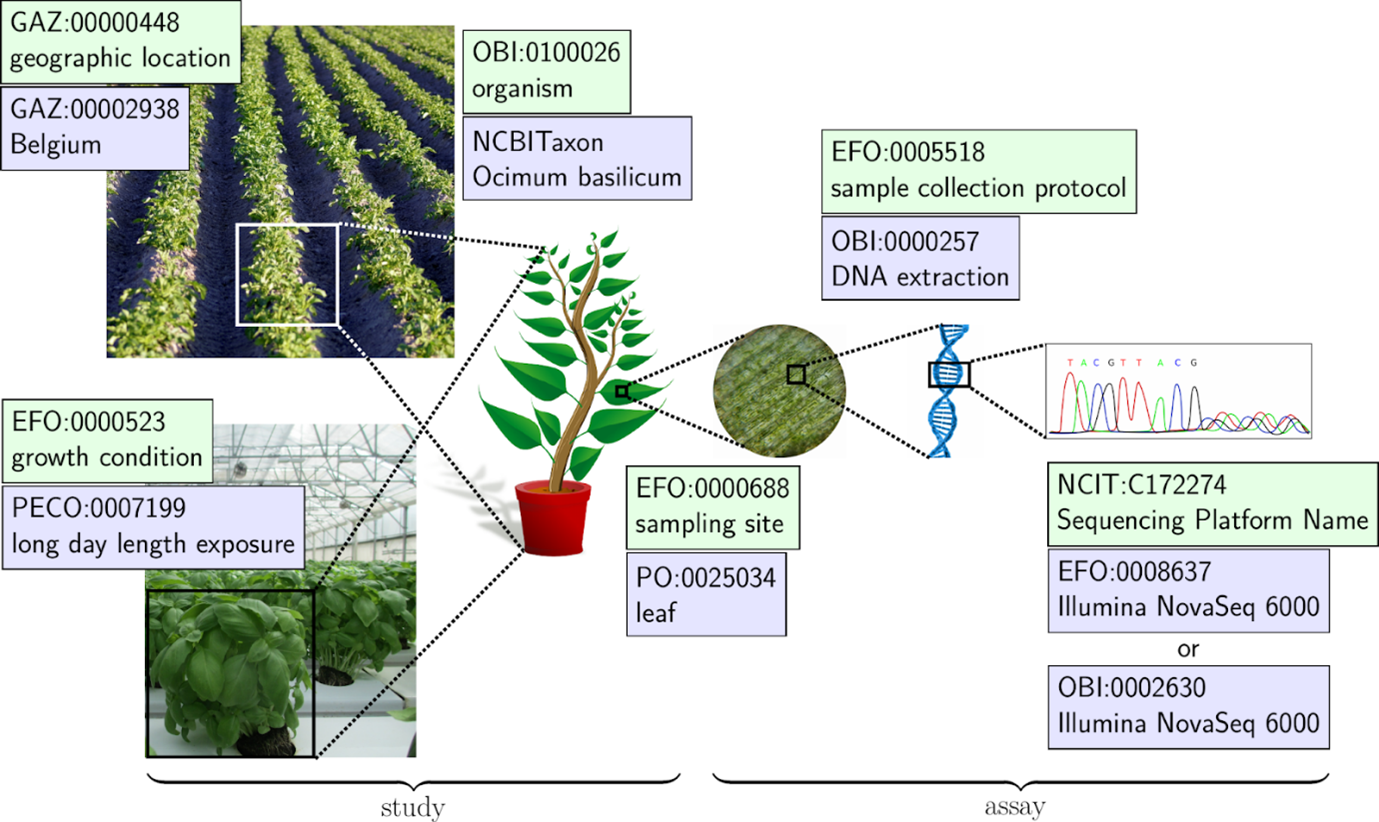 GAZ:00000448
geographic location
GAZ:00002938
Belgium
OBI:0100026
organism
NCBITaxon
Ocimum basilicum
EFO:0005518
sample collection protocol
OBI:0000257
DNA extraction
T A C G T T A C G
EFO:0000523
growth condition
PECO:0007199
long day length exposure
EFO:0000688
sampling site
PO:0025034
leaf
NCIT:C172274
Sequencing Platform Name
EFO:0008637
Illumina NovaSeq 6000
or
OBI:0002630
Illumina NovaSeq 6000
study
assay